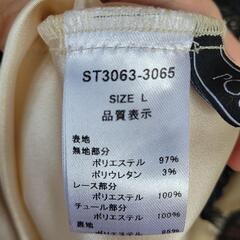 ST3063-3065
SIZE L
品質表示
表地
無地部分
ポリエステル 97%
ポリウレタン 3%
レース部分
ポリエステル 100%
チュール部分
ポリエステル 100%
裏地